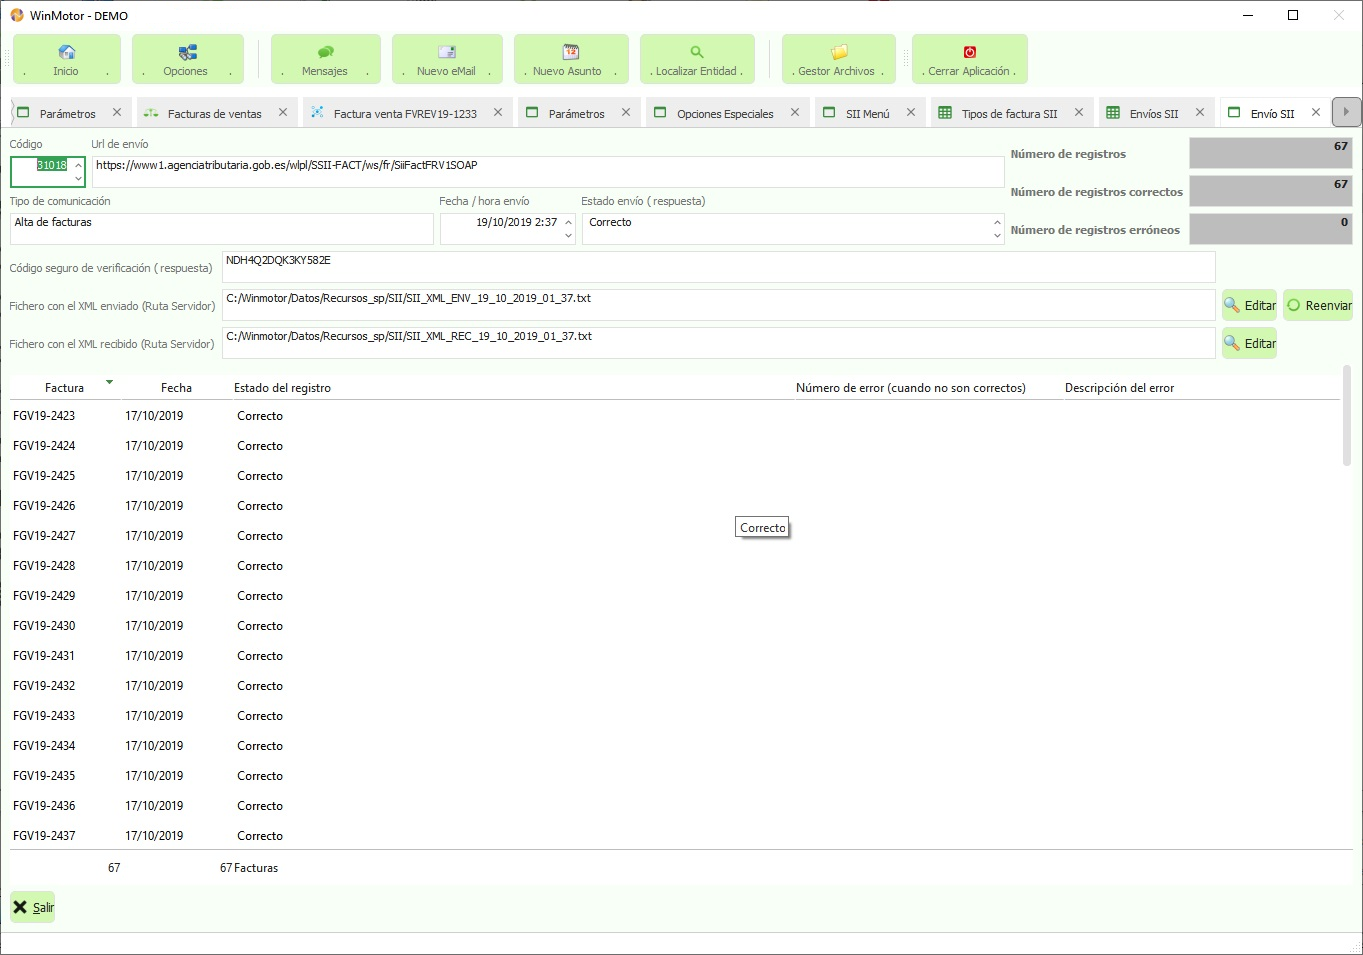 WinMotor - DEMO
. Inicio .
. Opciones .
. Mensajes .
. Nuevo eMail .
. Nuevo Asunto .
. Localizar Entidad .
. Gestor Archivos .
. Cerrar Aplicación .
Parámetros
Facturas de ventas
Factura venta FVREV19-1233
Parámetros
Opciones Especiales
SII Menú
Tipos de factura SII
Envíos SII
Envío SII
Código
Url de envío
31018
https://www1.agenciatributaria.gob.es/wlpl/SSII-FACT/ws/fr/SiiFactFRV1SOAP
Número de registros
67
Número de registros correctos
67
Número de registros erróneos
0
Tipo de comunicación
Fecha / hora envío
Estado envío ( respuesta)
Alta de facturas
19/10/2019 2:37
Correcto
Código seguro de verificación ( respuesta)
NDH4Q2DQK3KY582E
Fichero con el XML enviado (Ruta Servidor)
C:/Winmotor/Datos/Recursos_sp/SII/SII_XML_ENV_19_10_2019_01_37.txt
Editar
Reenviar
Fichero con el XML recibido (Ruta Servidor)
C:/Winmotor/Datos/Recursos_sp/SII/SII_XML_REC_19_10_2019_01_37.txt
Editar
Factura Fecha Estado del registro Número de error (cuando no son correctos) Descripción del error
FGV19-2423 17/10/2019 Correcto
FGV19-2424 17/10/2019 Correcto
FGV19-2425 17/10/2019 Correcto
FGV19-2426 17/10/2019 Correcto
FGV19-2427 17/10/2019 Correcto
Correcto
FGV19-2428 17/10/2019 Correcto
FGV19-2429 17/10/2019 Correcto
FGV19-2430 17/10/2019 Correcto
FGV19-2431 17/10/2019 Correcto
FGV19-2432 17/10/2019 Correcto
FGV19-2433 17/10/2019 Correcto
FGV19-2434 17/10/2019 Correcto
FGV19-2435 17/10/2019 Correcto
FGV19-2436 17/10/2019 Correcto
FGV19-2437 17/10/2019 Correcto
67 67 Facturas
Salir